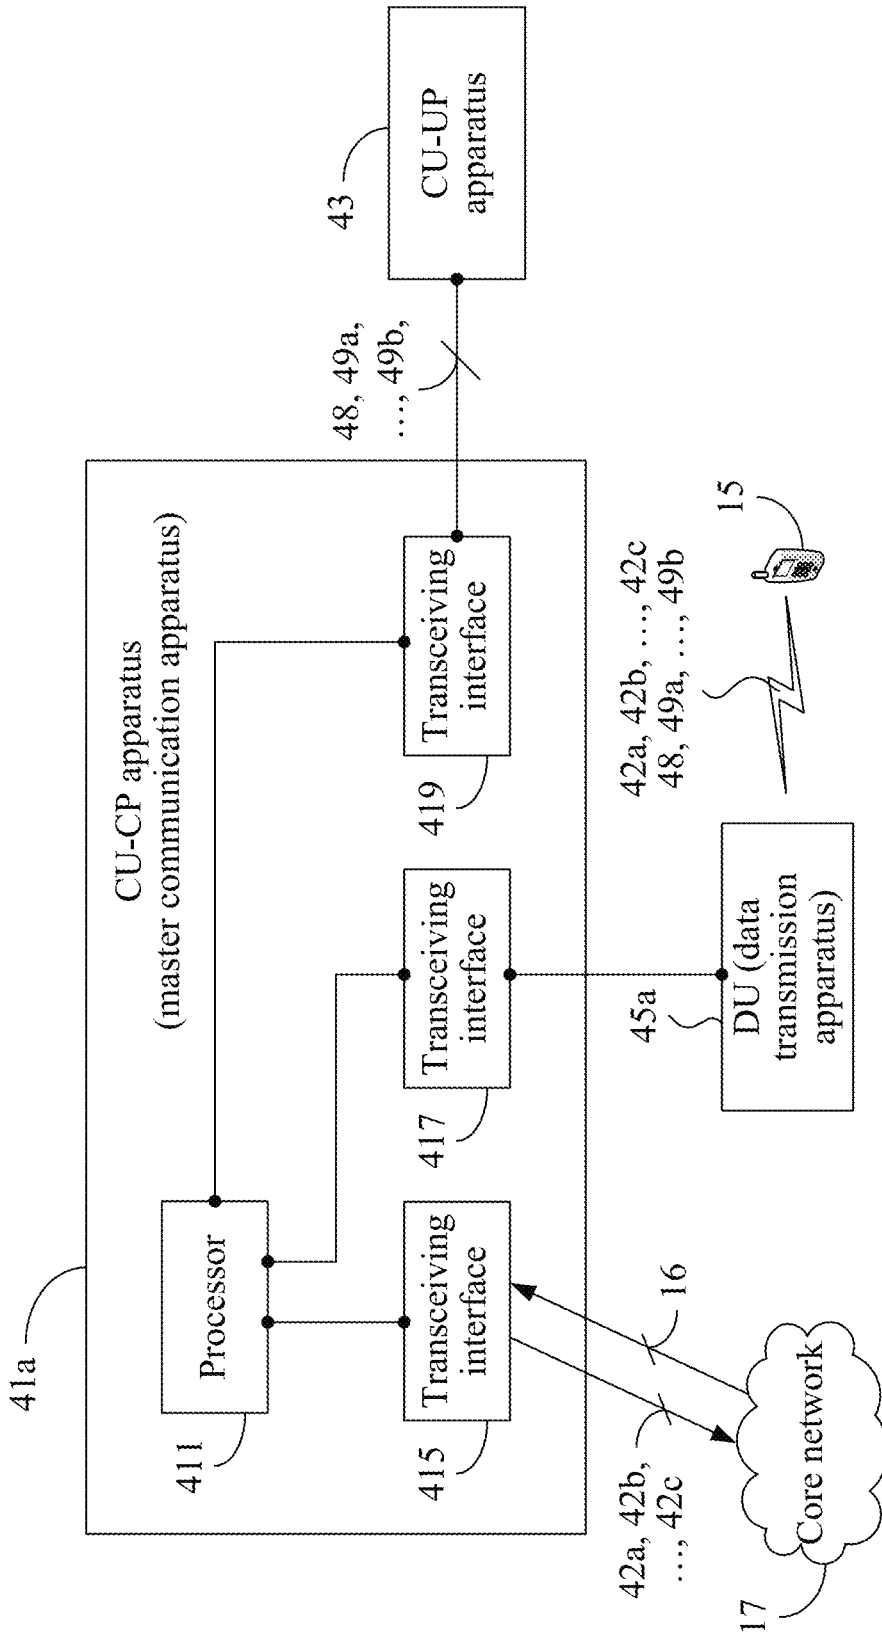 41a
CU-CP apparatus
(master communication apparatus)
Processor
411
Transceiving
interface
415
Transceiving
interface
417
Transceiving
interface
419
48, 49a,
…, 49b,
43
CU-UP
apparatus
42a, 42b,
…, 42c
16
Core network
17
45a
DU (data
transmission
apparatus)
42a, 42b, …, 42c
48, 49a, …, 49b
15